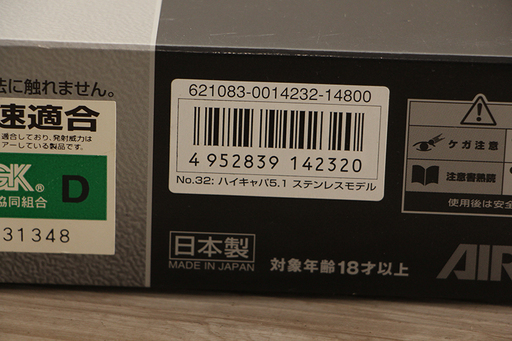 法に触れません。
速適合
適合しており、発射威力は
アーしている製品です。
GK® D
協同組合
31348
621083-0014232-14800
4 952839 142320
No.32: ハイキャパ5.1 ステンレスモデル
日本製
MADE IN JAPAN
対象年齢18才以上
ケガ注意
注意書熟読
使用後は安全
AIR